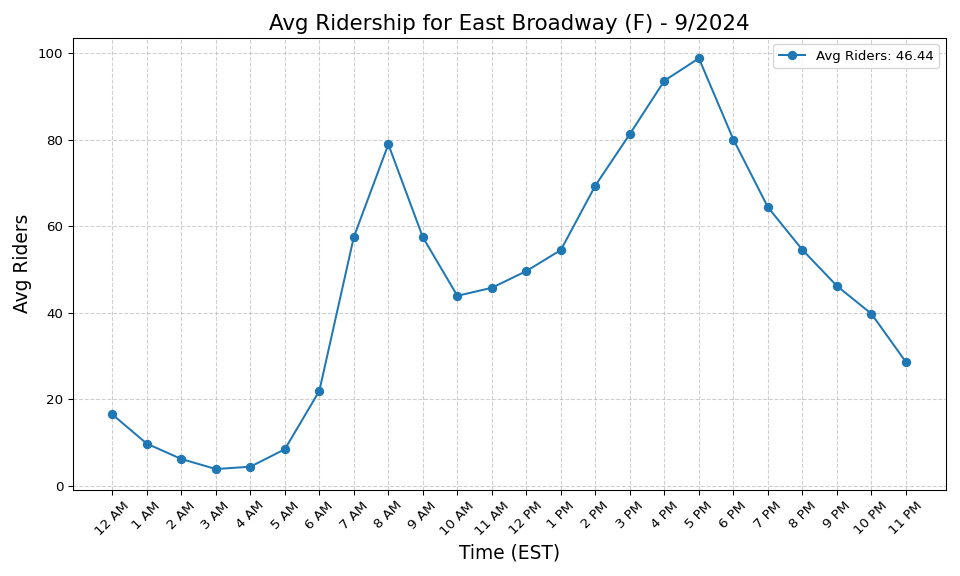 Avg Ridership for East Broadway (F) - 9/2024
Avg Riders: 46.44
Avg Riders
100
80
60
40
20
0
12 AM
1 AM
2 AM
3 AM
4 AM
5 AM
6 AM
7 AM
8 AM
9 AM
10 AM
11 AM
12 PM
1 PM
2 PM
3 PM
4 PM
5 PM
6 PM
7 PM
8 PM
9 PM
10 PM
11 PM
Time (EST)